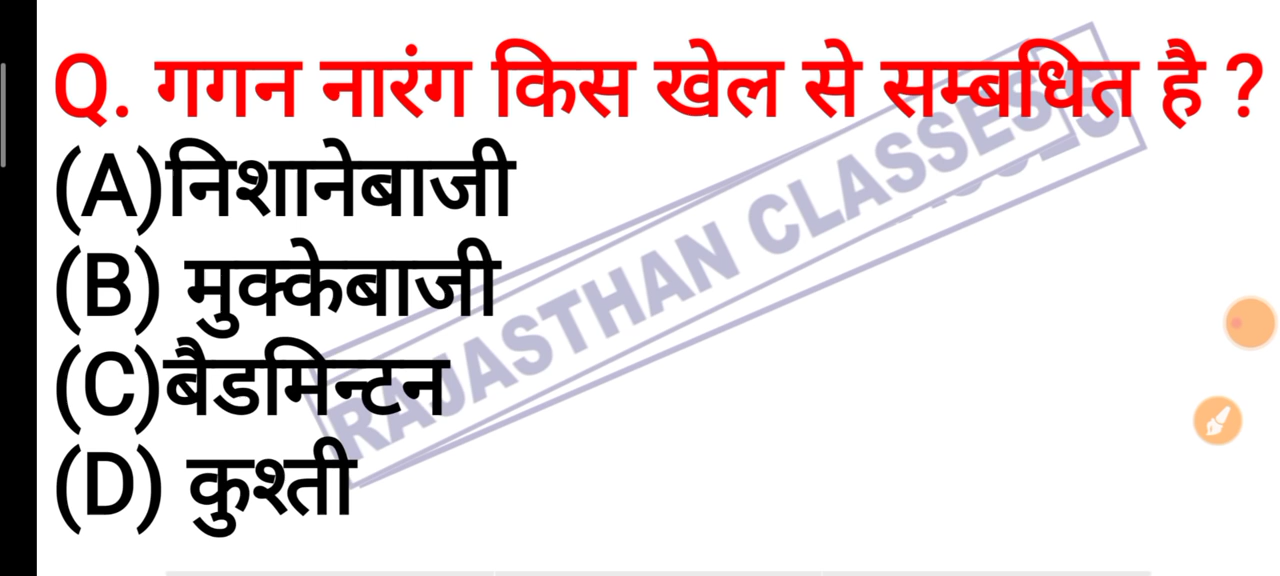 Q. गगन नारंग किस खेल से सम्बधित है ?
(A)निशानेबाजी
(B) मुक्केबाजी
(C)बैडमिन्टन
(D) कुश्ती
RAJASTHAN CLASSES